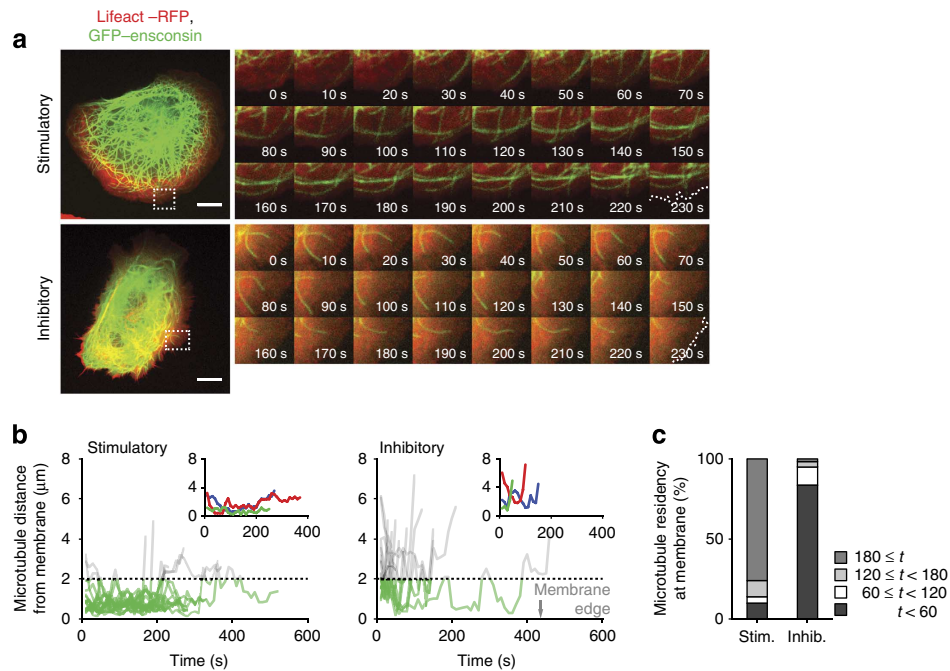 Lifeact –RFP,
GFP–ensconsin
a
Stimulatory
0 s 10 s 20 s 30 s 40 s 50 s 60 s 70 s
80 s 90 s 100 s 110 s 120 s 130 s 140 s 150 s
160 s 170 s 180 s 190 s 200 s 210 s 220 s 230 s
Inhibitory
0 s 10 s 20 s 30 s 40 s 50 s 60 s 70 s
80 s 90 s 100 s 110 s 120 s 130 s 140 s 150 s
160 s 170 s 180 s 190 s 200 s 210 s 220 s 230 s
b
Stimulatory
Microtubule distance
from membrane (μm)
8
6
4
2
0
0 200 400 600
Time (s)
8
4
0
0 200 400
Inhibitory
8
6
4
2
0
0 200 400 600
Time (s)
8
4
0
0 200 400
Membrane
edge
c
Microtubule residency
at membrane (%)
100
50
0
Stim. Inhib.
180 ≤ t
120 ≤ t < 180
60 ≤ t < 120
t < 60